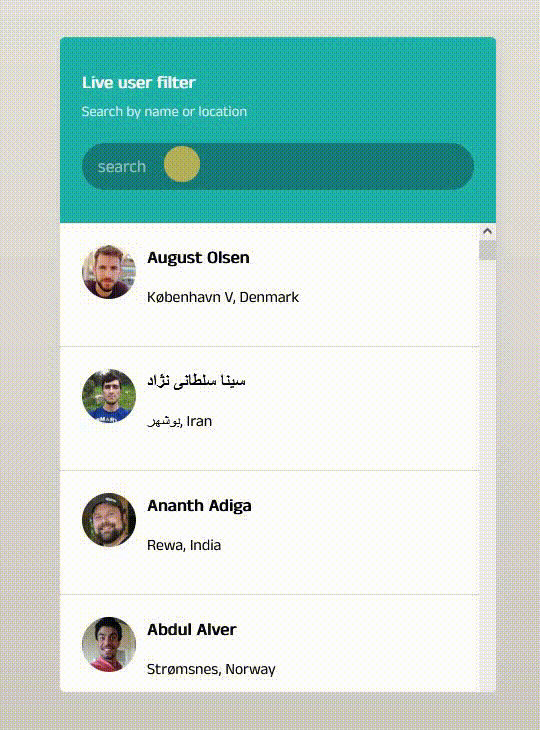 Live user filter
Search by name or location
search
August Olsen
København V, Denmark
سینا سلطانی نژاد
بوشهر, Iran
Ananth Adiga
Rewa, India
Abdul Alver
Strømsnes, Norway